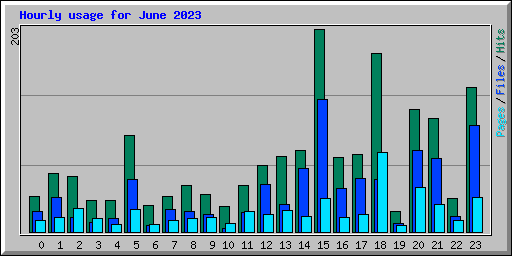 Hourly usage for June 2023
203
Pages/Files/Hits
0 1 2 3 4 5 6 7 8 9 10 11 12 13 14 15 16 17 18 19 20 21 22 23